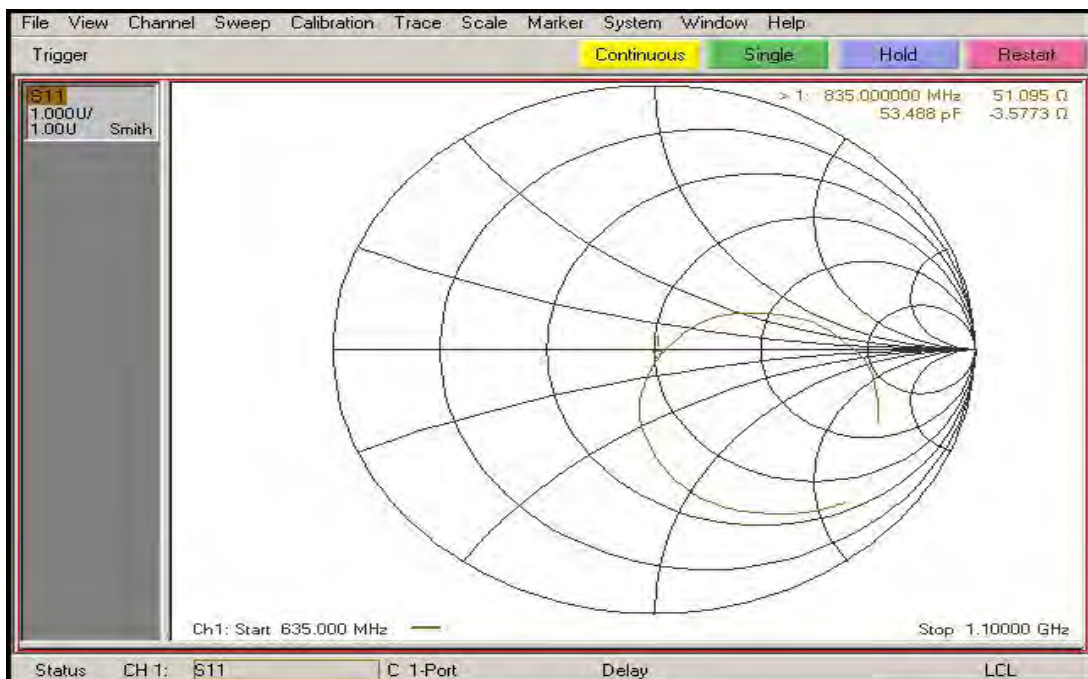 File View Channel Sweep Calibration Trace Scale Marker System Window Help
Trigger Continuous Single Hold Restart
S11
1.000U/
1.00U Smith
> 1: 835.000000 MHz 51.095 Ω
53.488 pF -3.5773 Ω
Ch1: Start 635.000 MHz
Stop 1.10000 GHz
Status CH 1: S11 C 1-Port Delay LCL